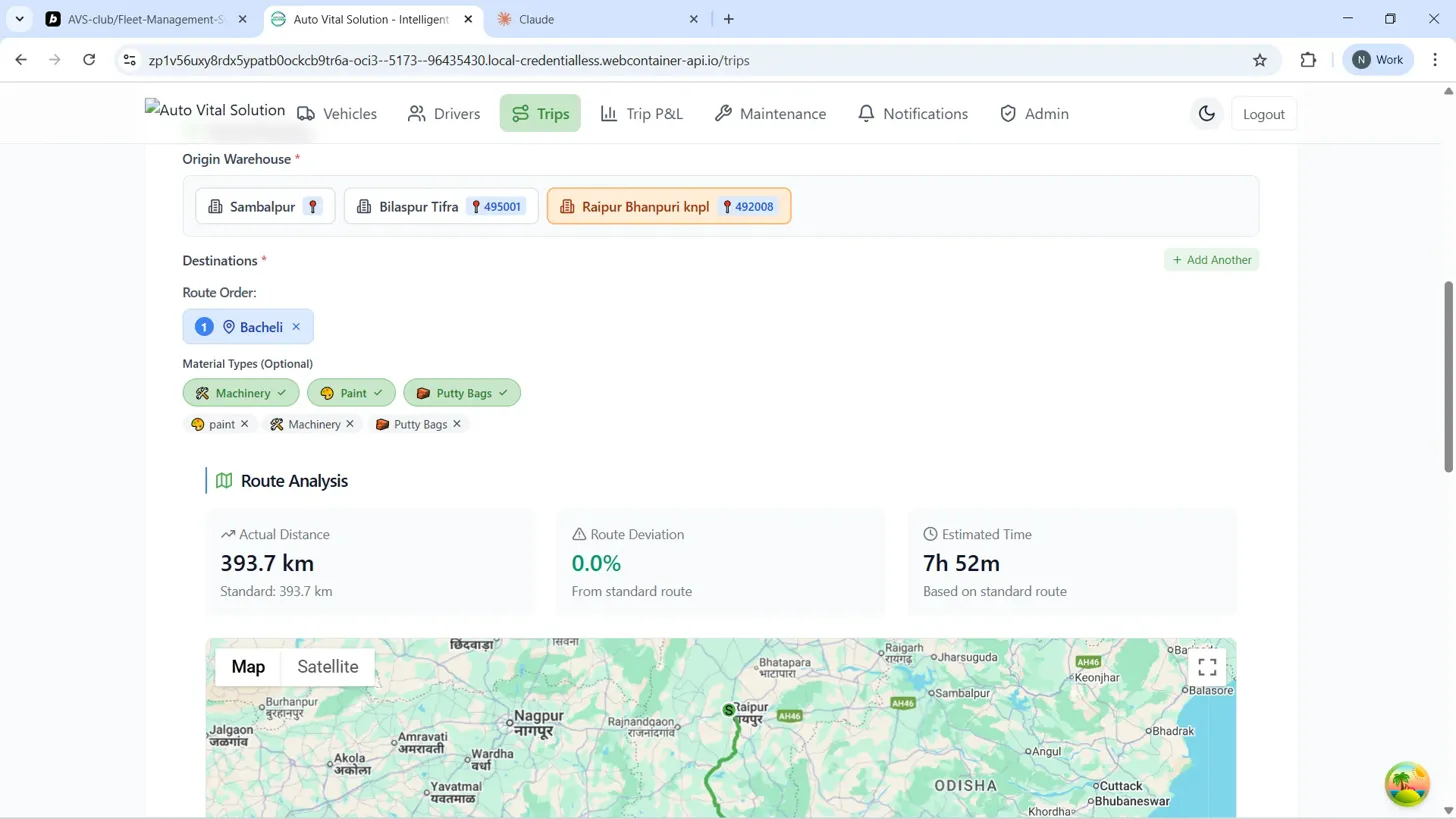 AVS-club/Fleet-Management-S
Auto Vital Solution - Intelligent
Claude
zp1v56uxy8rdx5ypatb0ockcb9tr6a-oci3--5173--96435430.local-credentialless.webcontainer-api.io/trips
N Work
Auto Vital Solution
Vehicles
Drivers
Trips
Trip P&L
Maintenance
Notifications
Admin
Logout
Origin Warehouse *
Sambalpur
Bilaspur Tifra 495001
Raipur Bhanpuri knpl 492008
Destinations *
+ Add Another
Route Order:
1 Bacheli ×
Material Types (Optional)
Machinery ✓
Paint ✓
Putty Bags ✓
paint ✕
Machinery ✕
Putty Bags ✕
Route Analysis
Actual Distance
393.7 km
Standard: 393.7 km
Route Deviation
0.0%
From standard route
Estimated Time
7h 52m
Based on standard route
Map
Satellite
छिंदवाड़ा
सिवनी
Bhatapara
भाटापारा
Raigarh
रायगढ़
Jharsuguda
AH46
Keonjhar
Balasore
Burhanpur
बुरहानपुर
Sambalpur
AH46
S
Raipur
रायपुर
AH46
Nagpur
नागपुर
Rajnandgaon
राजनांदगांव
Jalgaon
जळगांव
Amravati
अमरावती
Bhadrak
Wardha
वर्धा
Akola
अकोला
Angul
Yavatmal
यवतमाळ
ODISHA
Cuttack
Bhubaneswar
Khordha